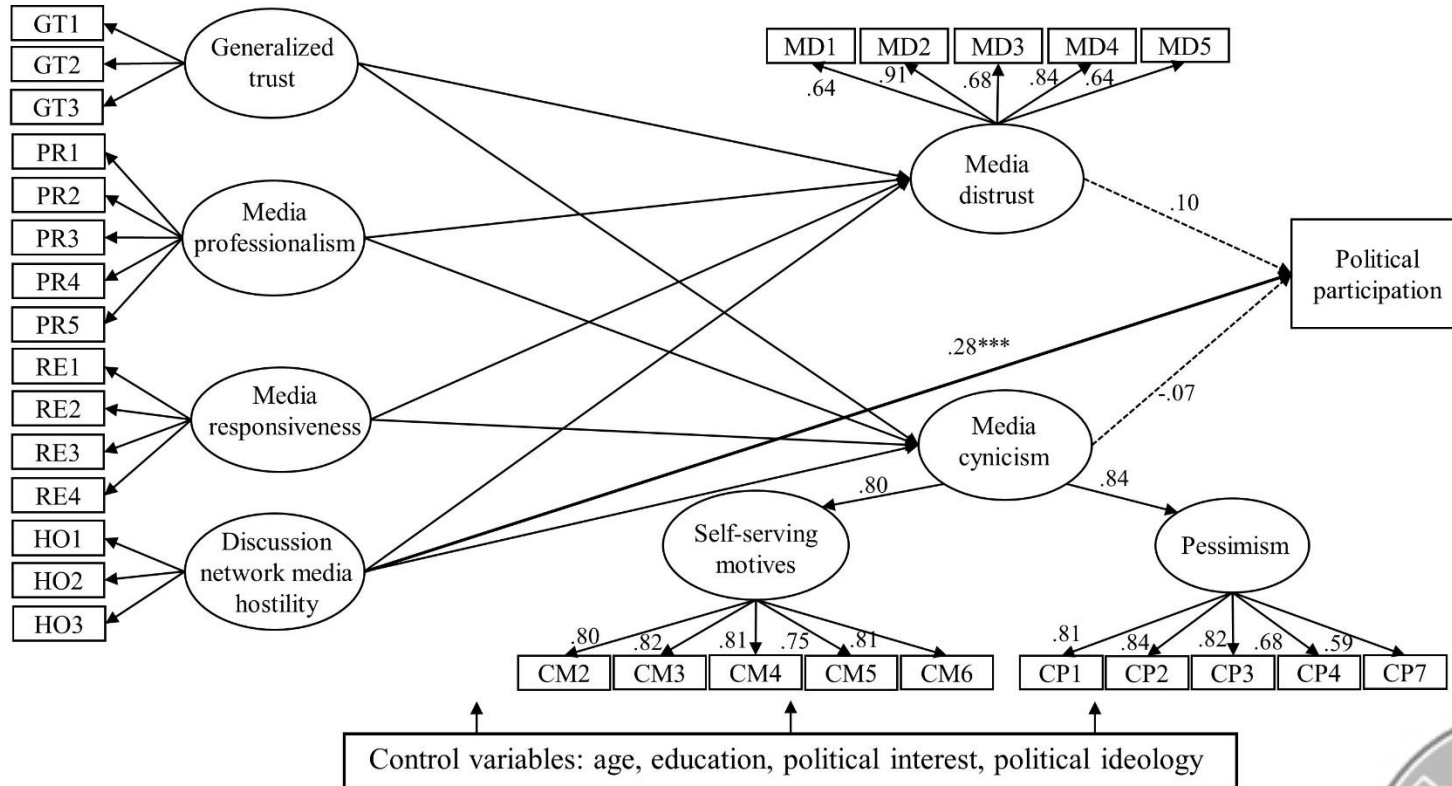 GT1
GT2
GT3
Generalized
trust
PR1
PR2
PR3
PR4
PR5
Media
professionalism
RE1
RE2
RE3
RE4
Media
responsiveness
HO1
HO2
HO3
Discussion
network media
hostility
MD1 MD2 MD3 MD4 MD5
.64 .91 .68 .84 .64
Media
distrust
.10
Political
participation
.28***
-.07
Media
cynicism
.80 .84
Self-serving
motives
Pessimism
.80 .82 .81 .75 .81
CM2 CM3 CM4 CM5 CM6
.81 .84 .82 .68 .59
CP1 CP2 CP3 CP4 CP7
Control variables: age, education, political interest, political ideology